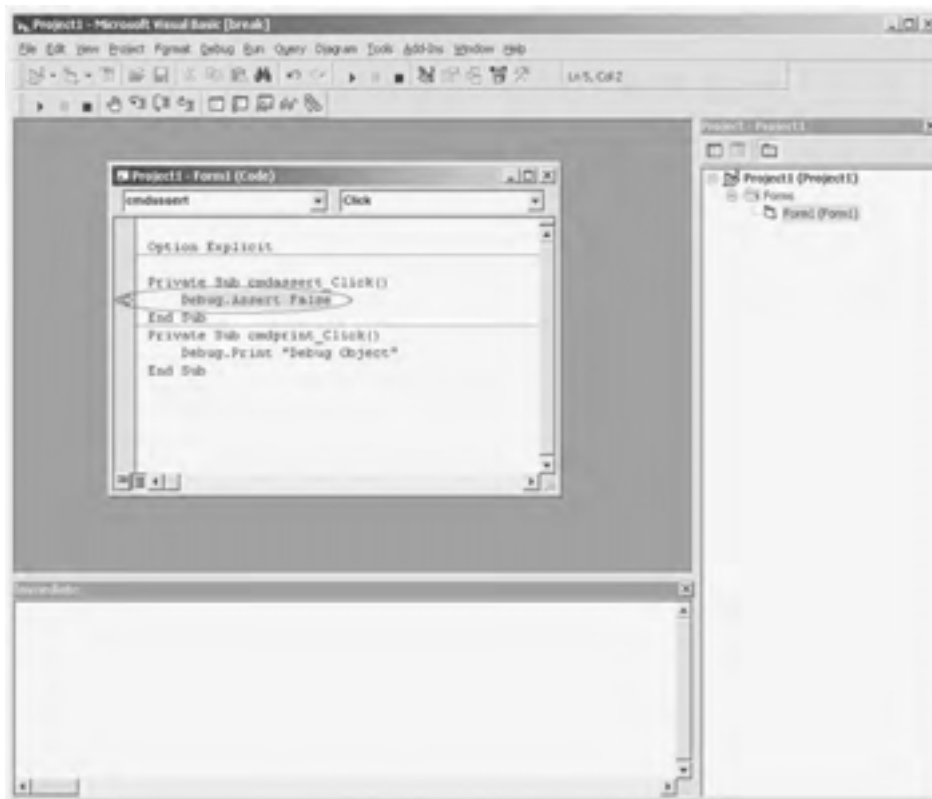 Project1 - Microsoft Visual Basic [break]
File Edit View Project Format Debug Run Query Diagram Tools Add-Ins Window Help
Ln 5, Col 2
Project - Project1
Project1 (Project1)
Forms
Form1 (Form1)
Project1 - Form1 (Code)
cmdassert
Click
Option Explicit
Private Sub cmdassert_Click()
Debug.Assert False
End Sub
Private Sub cmdprint_Click()
Debug.Print "Debug Object"
End Sub
Immediate